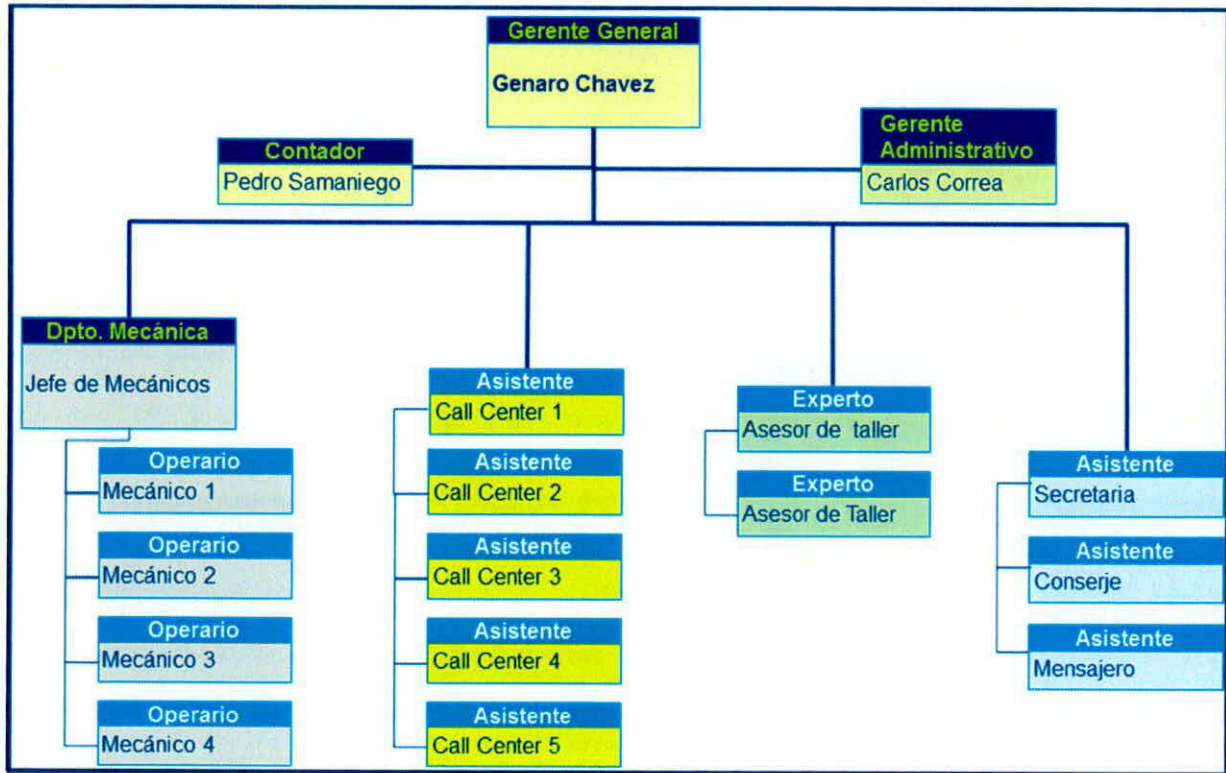 Gerente General
Genaro Chavez
Contador
Pedro Samaniego
Gerente
Administrativo
Carlos Correa
Dpto. Mecánica
Jefe de Mecánicos
Operario
Mecánico 1
Operario
Mecánico 2
Operario
Mecánico 3
Operario
Mecánico 4
Asistente
Call Center 1
Asistente
Call Center 2
Asistente
Call Center 3
Asistente
Call Center 4
Asistente
Call Center 5
Experto
Asesor de taller
Experto
Asesor de Taller
Asistente
Secretaria
Asistente
Conserje
Asistente
Mensajero